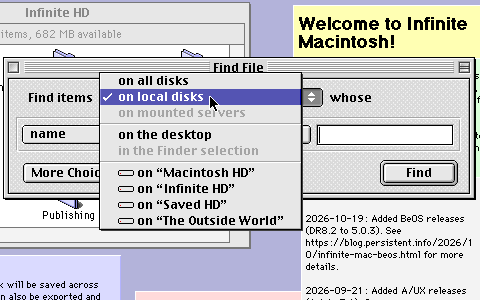 Infinite HD
items, 682 MB available
Welcome to Infinite
Macintosh!
Find File
on all disks
Find items
on local disks
whose
on mounted servers
name
on the desktop
in the Finder selection
More Choic
on “Macintosh HD”
Find
on “Infinite HD”
on “Saved HD”
Publishing
on “The Outside World”
2026-10-19: Added BeOS releases
(DR8.2 to 5.0.3). See
https://blog.persistent.info/2026/1
0/infinite-mac-beos.html for more
details.
k will be saved across
n also be exported and
2026-09-21: Added A/UX releases